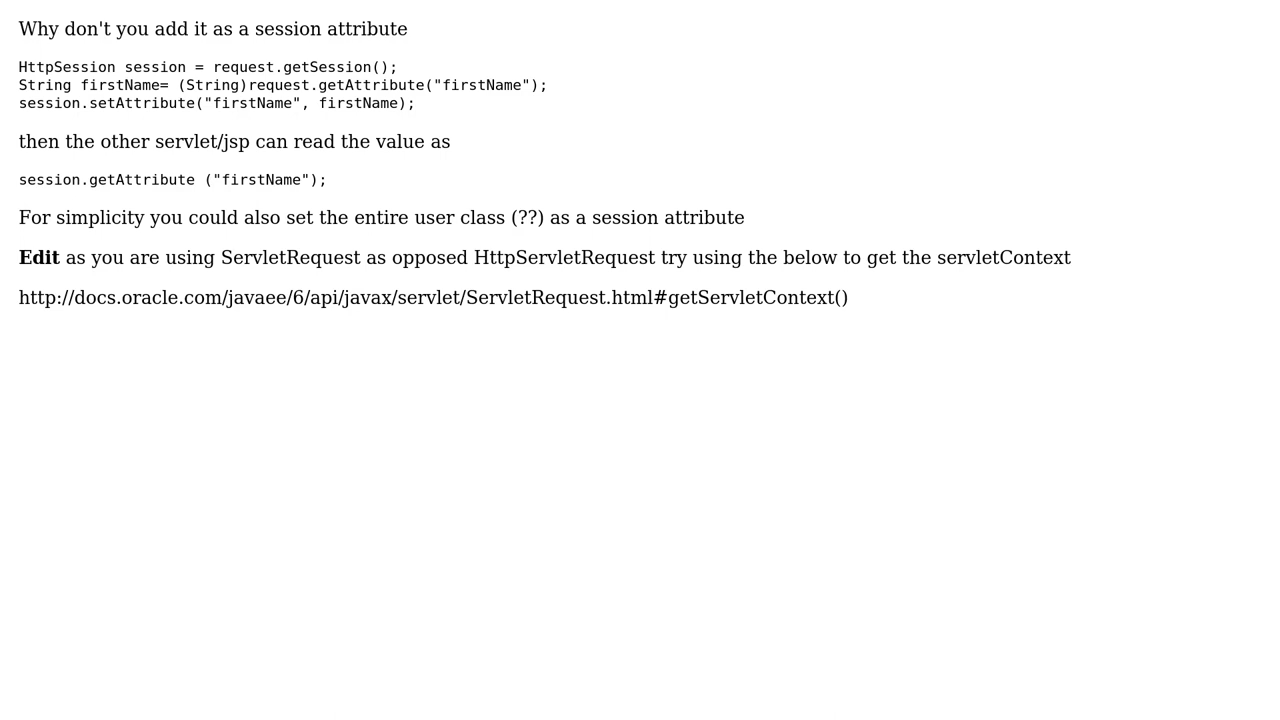 Why don't you add it as a session attribute
HttpSession session = request.getSession();
String firstName= (String)request.getAttribute("firstName");
session.setAttribute("firstName", firstName);
then the other servlet/jsp can read the value as
session.getAttribute ("firstName");
For simplicity you could also set the entire user class (??) as a session attribute
Edit as you are using ServletRequest as opposed HttpServletRequest try using the below to get the servletContext
http://docs.oracle.com/javaee/6/api/javax/servlet/ServletRequest.html#getServletContext()